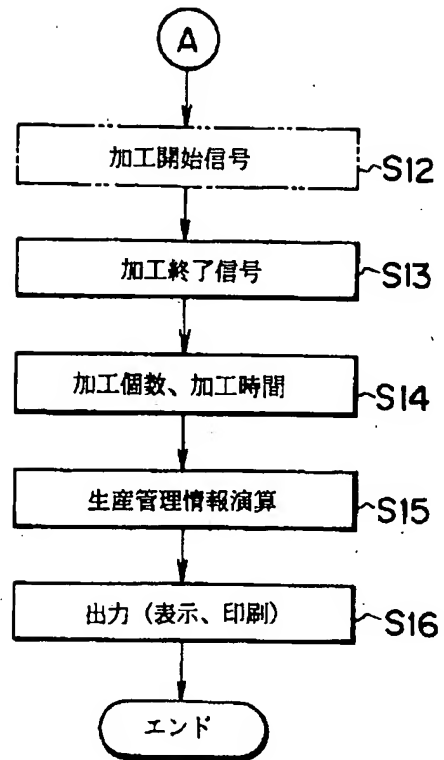 A
加工開始信号
S12
加工終了信号
S13
加工個数、加工時間
S14
生産管理情報演算
S15
出力(表示、印刷)
S16
エンド